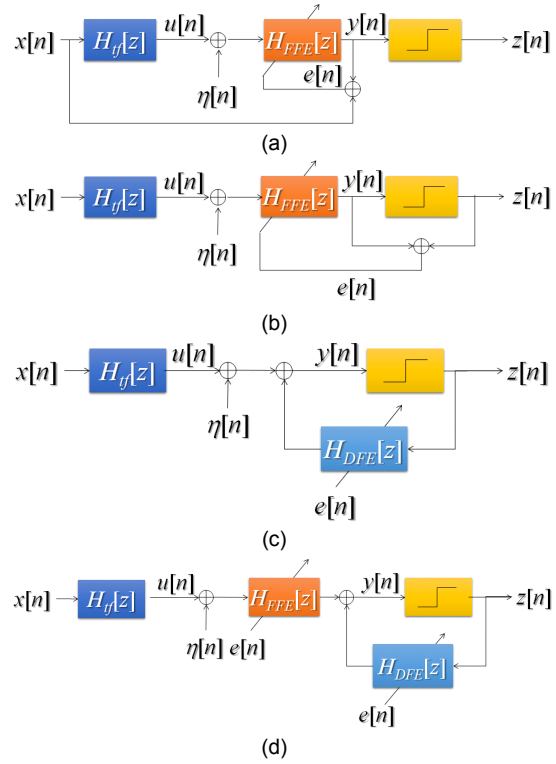 x[n] H_tf[z] u[n] η[n] H_FFE[z] y[n] e[n] z[n]
(a)
x[n] H_tf[z] u[n] η[n] H_FFE[z] y[n] e[n] z[n]
(b)
x[n] H_tf[z] u[n] η[n] y[n] z[n]
H_DFE[z]
e[n]
(c)
x[n] H_tf[z] u[n] η[n] e[n] H_FFE[z] y[n] z[n]
H_DFE[z]
e[n]
(d)